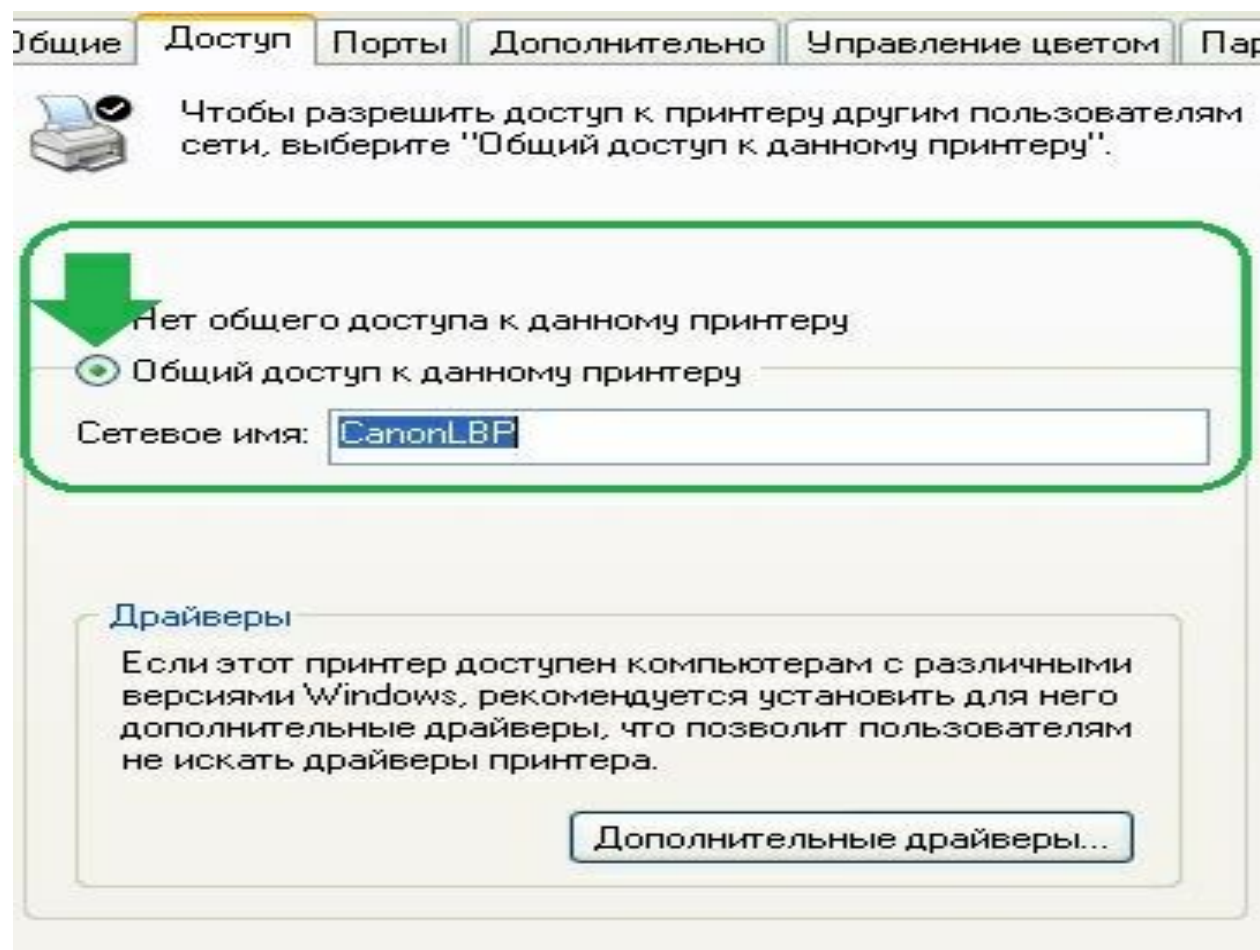 Общие Доступ Порты Дополнительно Управление цветом Пар
Чтобы разрешить доступ к принтеру другим пользователям
сети, выберите "Общий доступ к данному принтеру".
Нет общего доступа к данному принтеру
Общий доступ к данному принтеру
Сетевое имя: CanonLBP
Драйверы
Если этот принтер доступен компьютерам с различными
версиями Windows, рекомендуется установить для него
дополнительные драйверы, что позволит пользователям
не искать драйверы принтера.
Дополнительные драйверы...